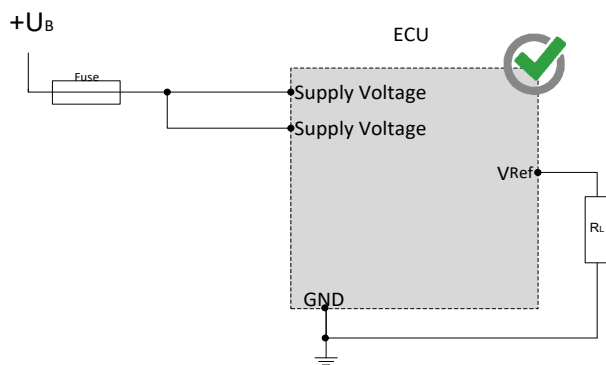 +UB
ECU
Fuse
Supply Voltage
Supply Voltage
VRef
RL
GND